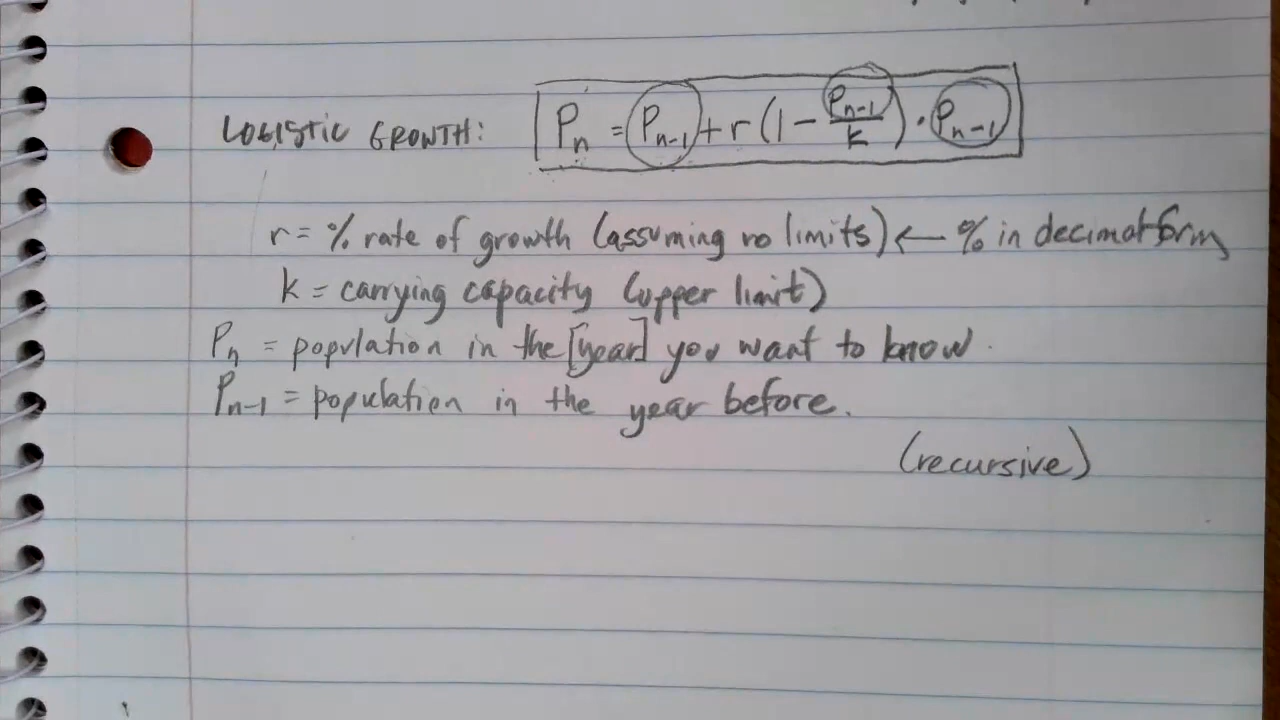 LOGISTIC GROWTH: Pn = Pn-1 + r (1 - Pn-1/k) · Pn-1
r = % rate of growth (assuming no limits) ← % in decimal form
k = carrying capacity (upper limit)
Pn = population in the [year] you want to know.
Pn-1 = population in the year before.
(recursive)